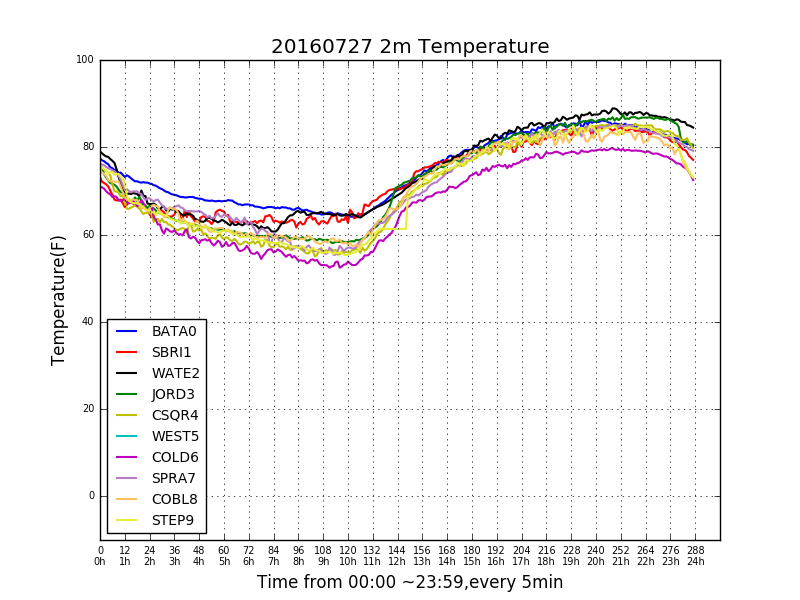 20160727 2m Temperature
100
80
60
40
20
0
Temperature(F)
BATA0
SBRI1
WATE2
JORD3
CSQR4
WEST5
COLD6
SPRA7
COBL8
STEP9
0 12 24 36 48 60 72 84 96 108 120 132 144 156 168 180 192 204 216 228 240 252 264 276 288
0h 1h 2h 3h 4h 5h 6h 7h 8h 9h 10h 11h 12h 13h 14h 15h 16h 17h 18h 19h 20h 21h 22h 23h 24h
Time from 00:00 ~23:59,every 5min